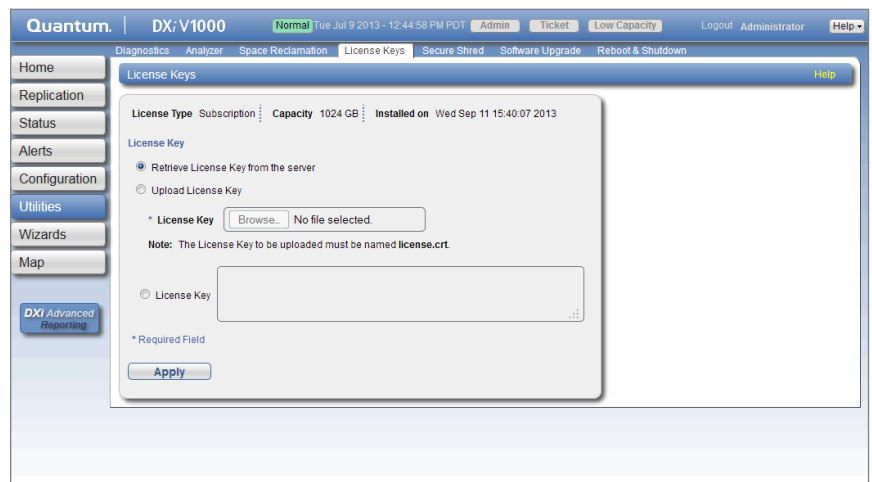 Quantum. DXi V1000 Normal Tue Jul 9 2013 - 12:44:58 PM PDT Admin Ticket Low Capacity Logout Administrator Help
Diagnostics Analyzer Space Reclamation License Keys Secure Shred Software Upgrade Reboot & Shutdown
Home
Replication
Status
Alerts
Configuration
Utilities
Wizards
Map
DXi Advanced
Reporting
License Keys Help
License Type Subscription Capacity 1024 GB Installed on Wed Sep 11 15:40:07 2013
License Key
Retrieve License Key from the server
Upload License Key
* License Key Browse... No file selected.
Note: The License Key to be uploaded must be named license.crt.
License Key
* Required Field
Apply